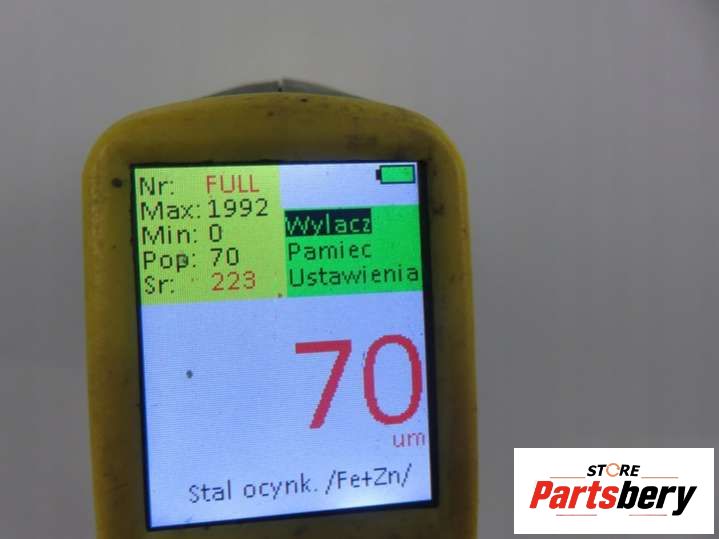 Nr: FULL
Max: 1992
Min: 0
Pop: 70
Sr: 223
Wylacz
Pamiec
Ustawienia
70
um
Stal ocynk. /Fe+Zn/
STORE
Partsbery